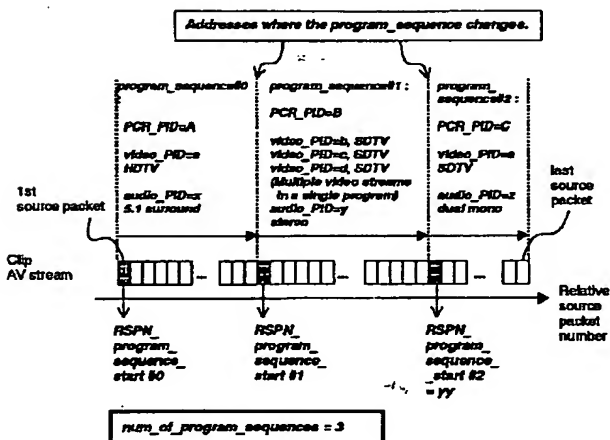 Addresses where the program_sequence changes.
program_sequence#0 :
PCR_PID=A
video_PID=a
HDTV
audio_PID=x
5.1 surround
program_sequence#1 :
PCR_PID=B
video_PID=b, SDTV
video_PID=c, SDTV
video_PID=d, SDTV
(Multiple video streams
in a single program)
audio_PID=y
stereo
program_
sequence#2 :
PCR_PID=C
video_PID=a
SDTV
audio_PID=z
dual mono
1st
source packet
last
source
packet
Clip
AV stream
Relative
source
packet
number
RSPN_
program_
sequence_
start #0
RSPN_
program_
sequence_
start #1
RSPN_
program_
sequence_
start #2
= yy
num_of_program_sequences = 3